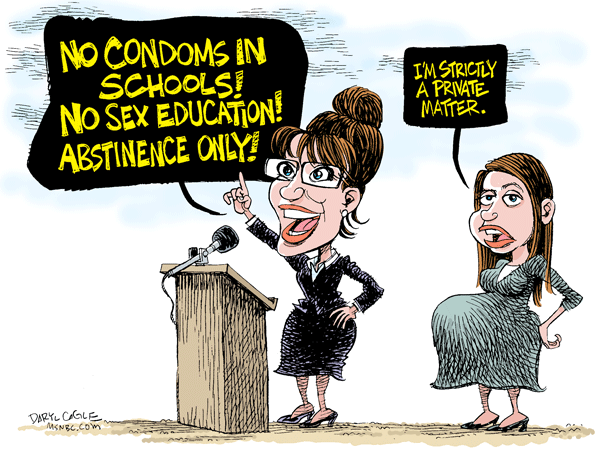 NO CONDOMS IN
SCHOOLS!
NO SEX EDUCATION!
ABSTINENCE ONLY!
I'M STRICTLY
A PRIVATE
MATTER.
DARYL CAGLE
MSNBC.COM